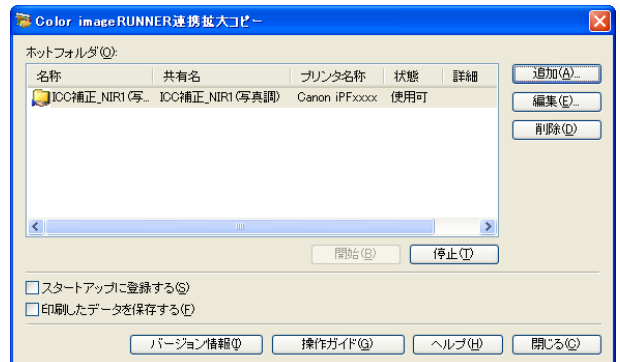 Color imageRUNNER連携拡大コピー
ホットフォルダ(O):
名称 共有名 プリンタ名称 状態 詳細
ICC補正_NIR1(写... ICC補正_NIR1(写真調) Canon iPFxxxx 使用可
追加(A)...
編集(E)...
削除(D)
開始(B) 停止(T)
スタートアップに登録する(S)
印刷したデータを保存する(F)
バージョン情報(I) 操作ガイド(G) ヘルプ(H) 閉じる(C)